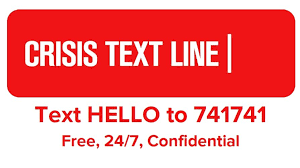 CRISIS TEXT LINE |
Text HELLO to 741741
Free, 24/7, Confidential